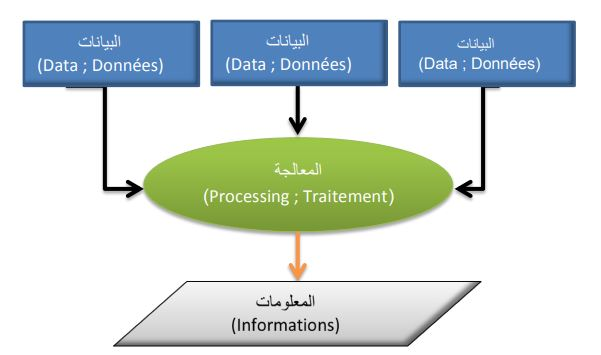 البيانات
(Data ; Données)
البيانات
(Data ; Données)
البيانات
(Data ; Données)
المعالجة
(Processing ; Traitement)
المعلومات
(Informations)